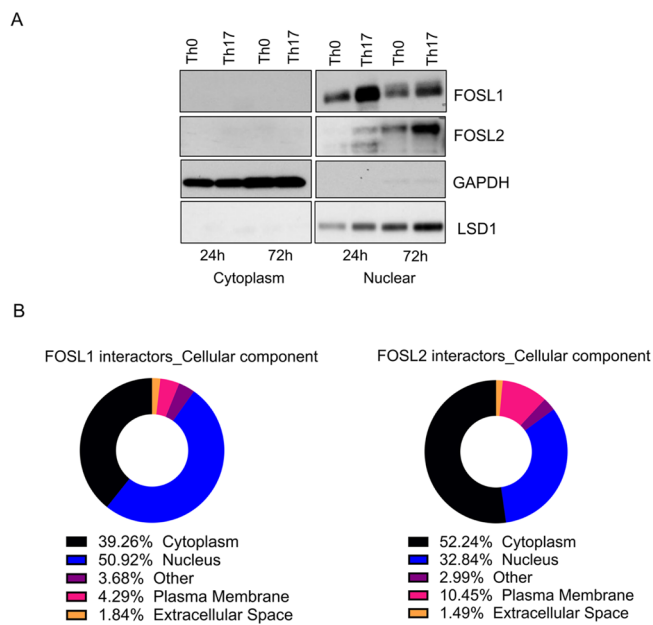 A
Th0 Th17 Th0 Th17 Th0 Th17 Th0 Th17
FOSL1
FOSL2
GAPDH
LSD1
24h 72h 24h 72h
Cytoplasm Nuclear
B
FOSL1 interactors_Cellular component
39.26% Cytoplasm
50.92% Nucleus
3.68% Other
4.29% Plasma Membrane
1.84% Extracellular Space
FOSL2 interactors_Cellular component
52.24% Cytoplasm
32.84% Nucleus
2.99% Other
10.45% Plasma Membrane
1.49% Extracellular Space